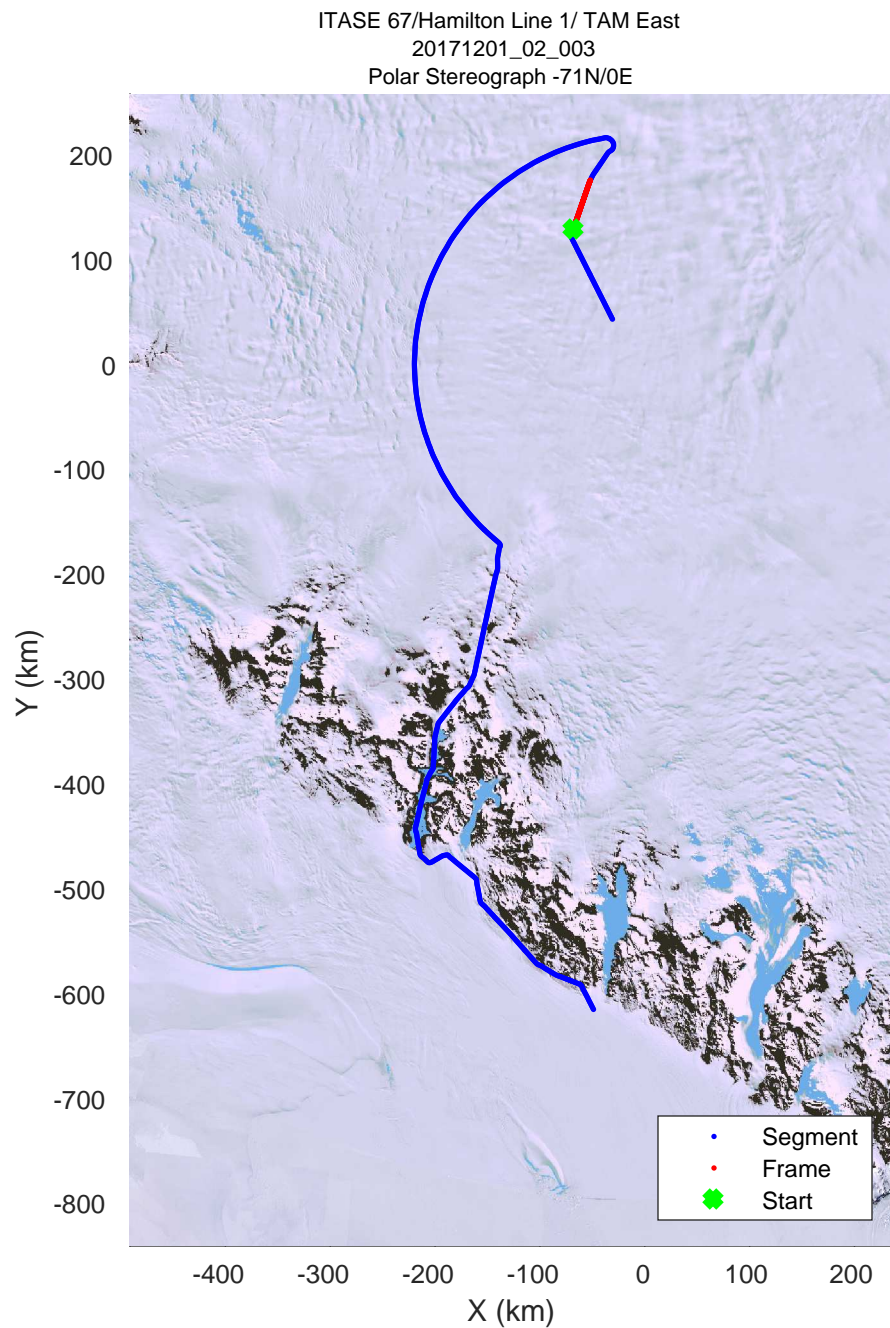 ITASE 67/Hamilton Line 1/ TAM East
20171201_02_003
Polar Stereograph -71N/0E
200
100
0
-100
-200
-300
-400
-500
-600
-700
-800
Y (km)
Segment
Frame
Start
-400
-300
-200
-100
0
100
200
X (km)